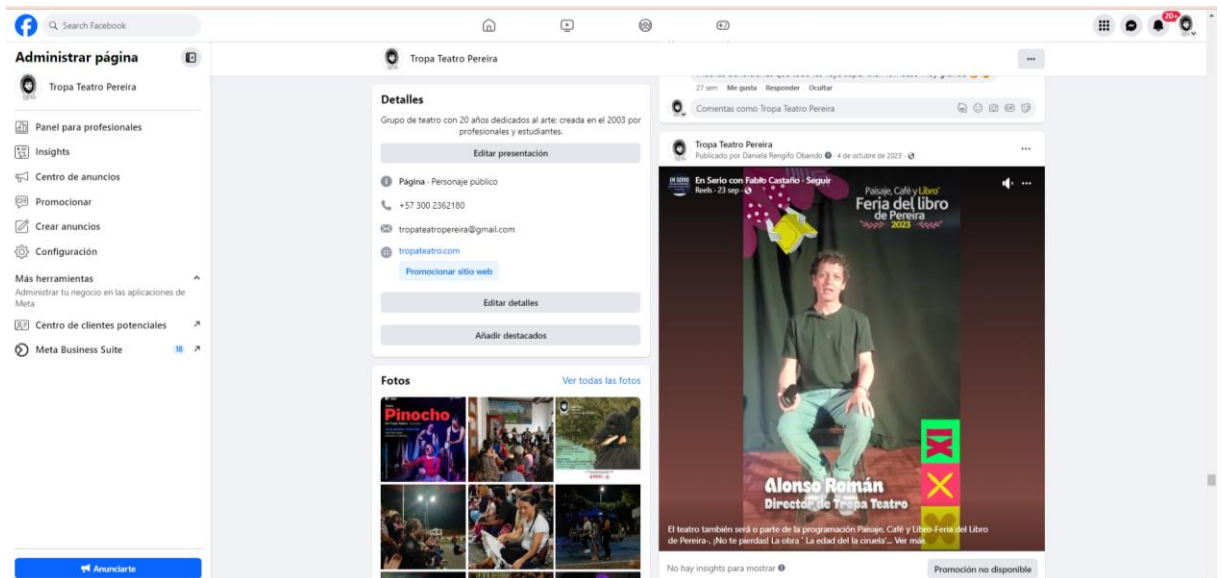 Search Facebook
20+
Administrar página
Tropa Teatro Pereira
Panel para profesionales
Insights
Centro de anuncios
Promocionar
Crear anuncios
Configuración
Más herramientas
Administrar tu negocio en las aplicaciones de
Meta
Centro de clientes potenciales
Meta Business Suite 18
Anunciarte
Tropa Teatro Pereira
Detalles
Grupo de teatro con 20 años dedicados al arte: creada en el 2003 por
profesionales y estudiantes.
Editar presentación
Página · Personaje público
+57 300 2362180
tropateatropereira@gmail.com
tropateatro.com
Promocionar sitio web
Editar detalles
Añadir destacados
Fotos Ver todas las fotos
Pinocho
27 sem Me gusta Responder Ocultar
Comentas como Tropa Teatro Pereira
Tropa Teatro Pereira
Publicado por Daniela Rengifo Obando · 4 de octubre de 2023 ·
En Serio con Fabio Castaño · Seguir
Reels · 23 sep ·
Paisaje, Café y Libro
Feria del libro
de Pereira
2023
Alonso Román
Director de Tropa Teatro
El teatro también será o parte de la programación Paisaje, Café y Libro-Feria del Libro
de Pereira-, ¡No te pierdas! La obra ' La edad del la ciruela'... Ver más
No hay insights para mostrar
Promoción no disponible